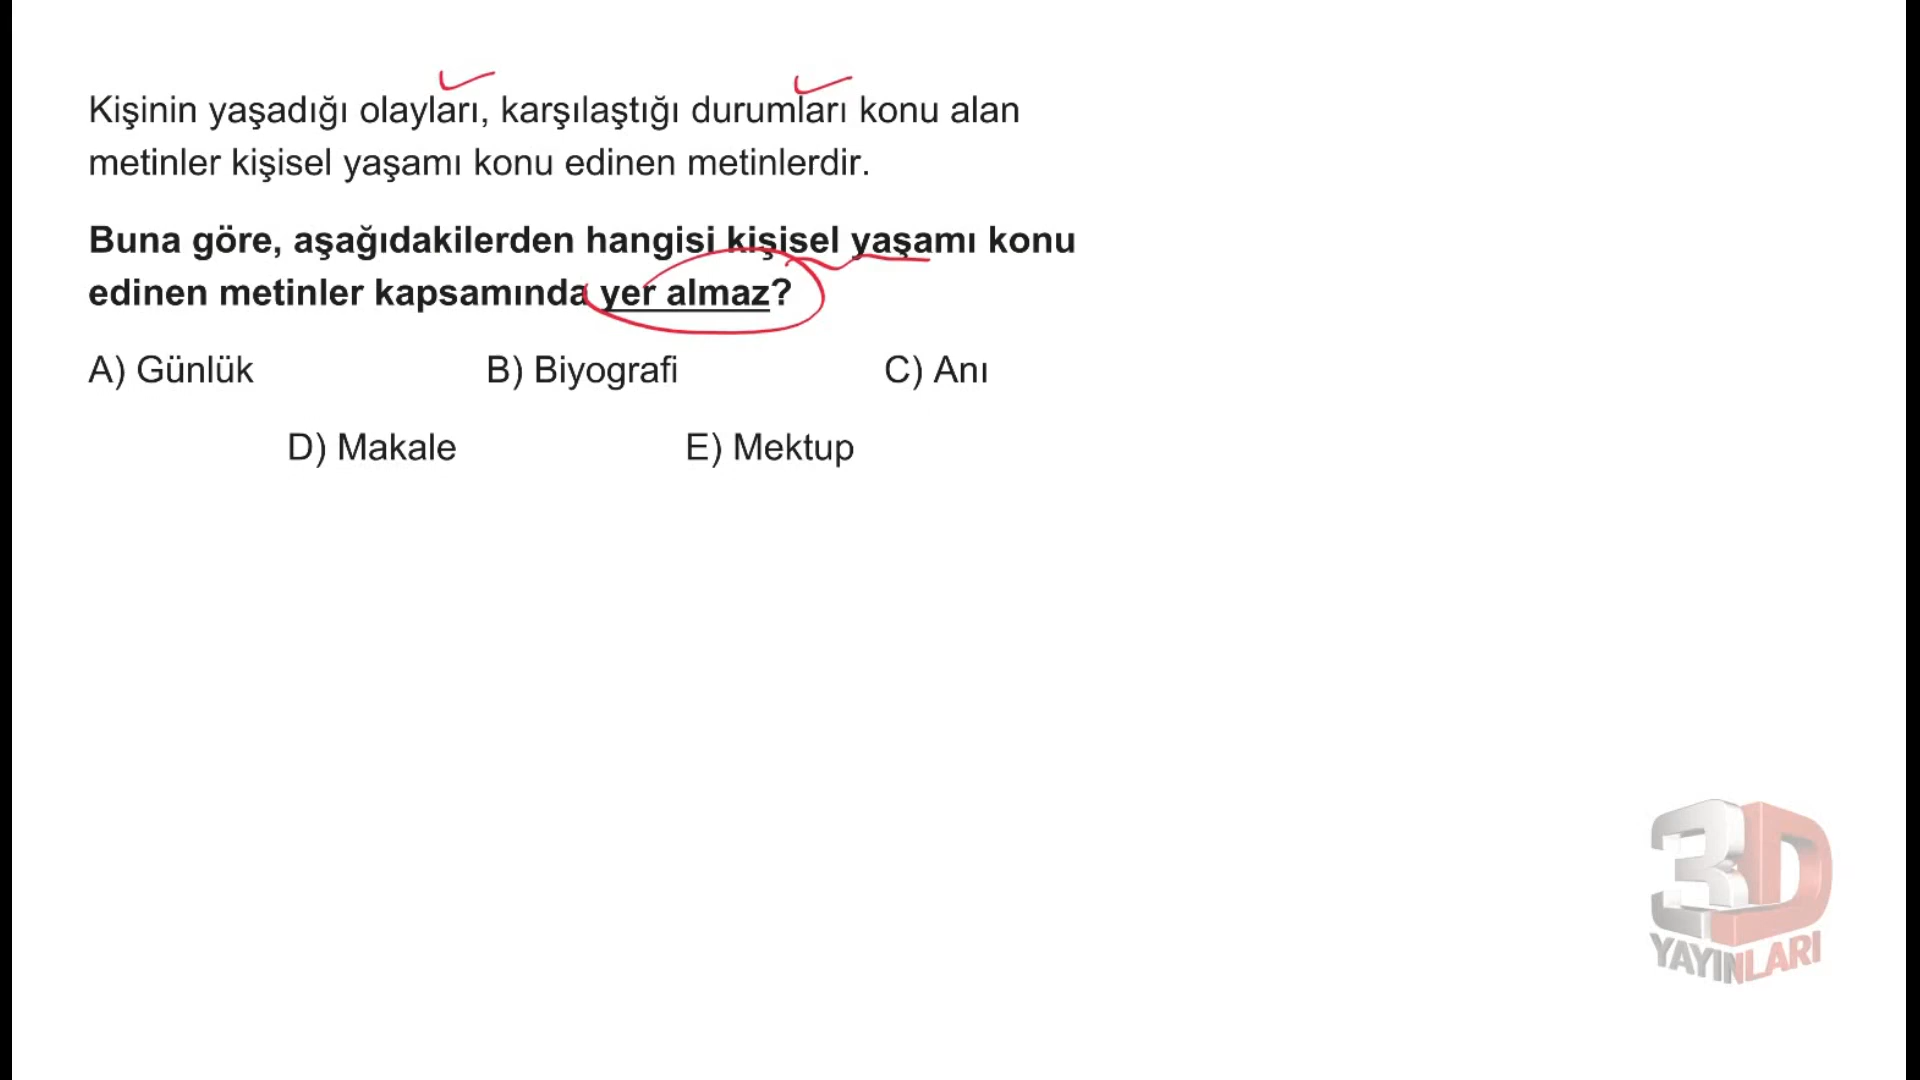 Kişinin yaşadığı olayları, karşılaştığı durumları konu alan
metinler kişisel yaşamı konu edinen metinlerdir.
Buna göre, aşağıdakilerden hangisi kişisel yaşamı konu
edinen metinler kapsamında yer almaz?
A) Günlük B) Biyografi C) Anı
D) Makale E) Mektup
3D
YAYINLARI